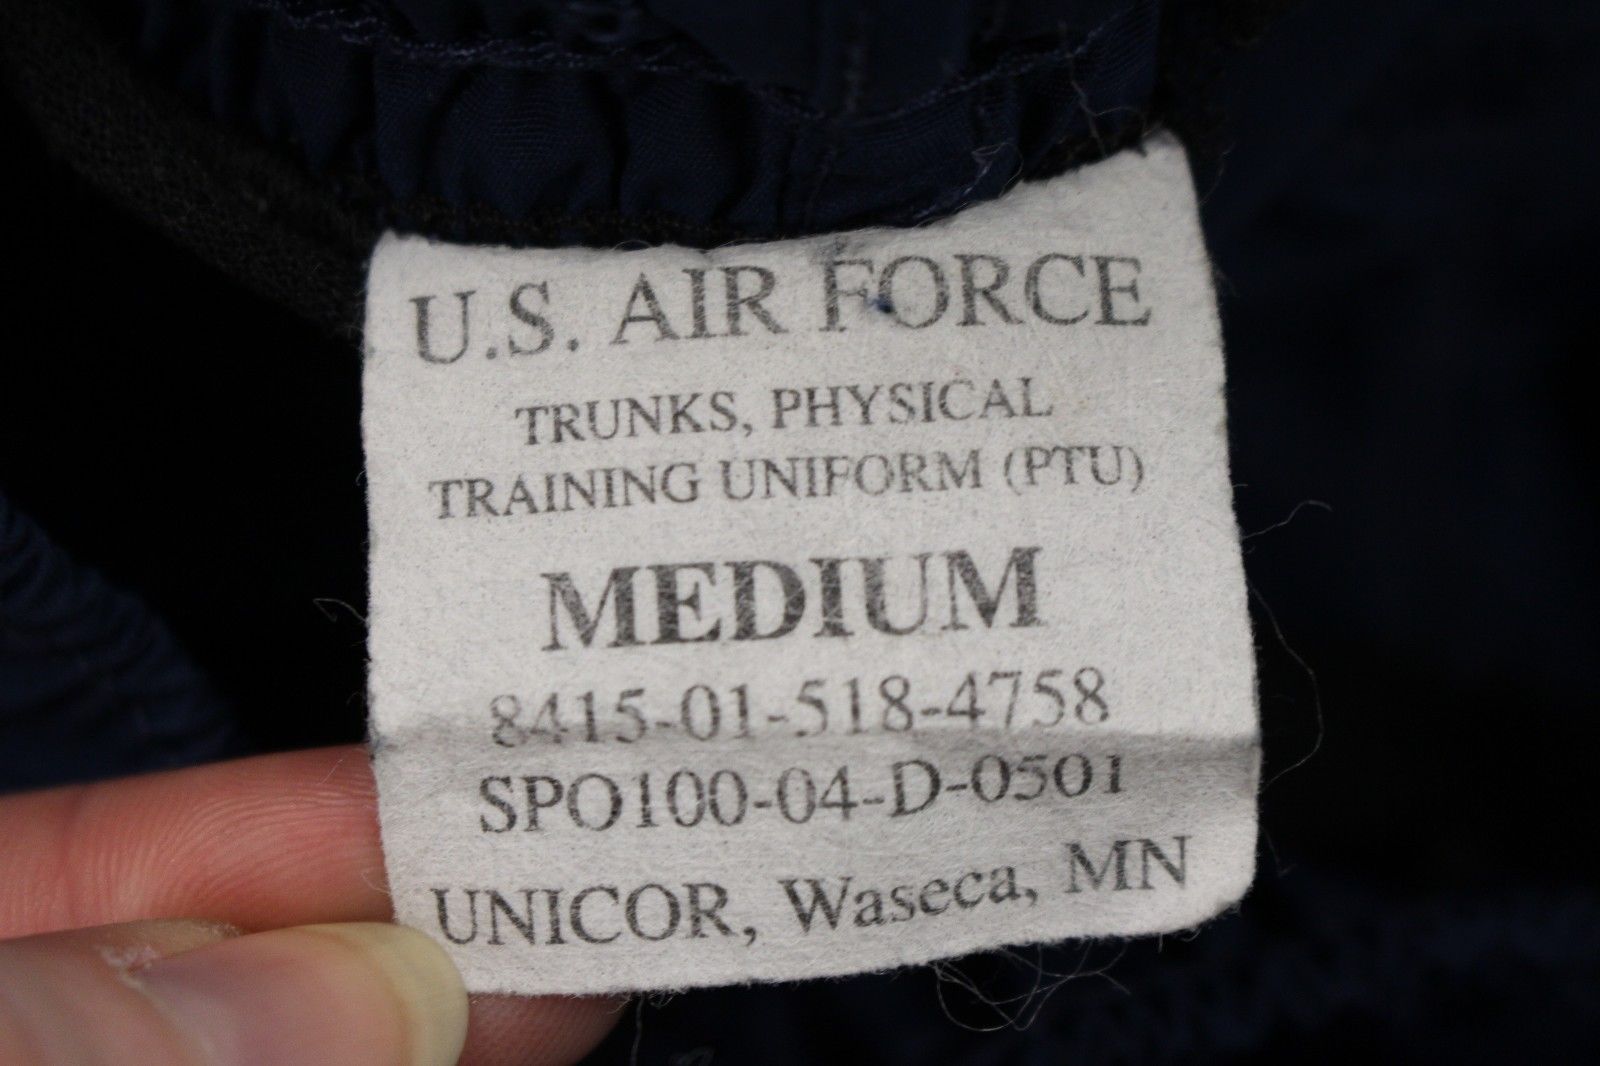 U.S. AIR FORCE
TRUNKS, PHYSICAL
TRAINING UNIFORM (PTU)
MEDIUM
8415-01-518-4758
SPO100-04-D-0501
UNICOR, Waseca, MN